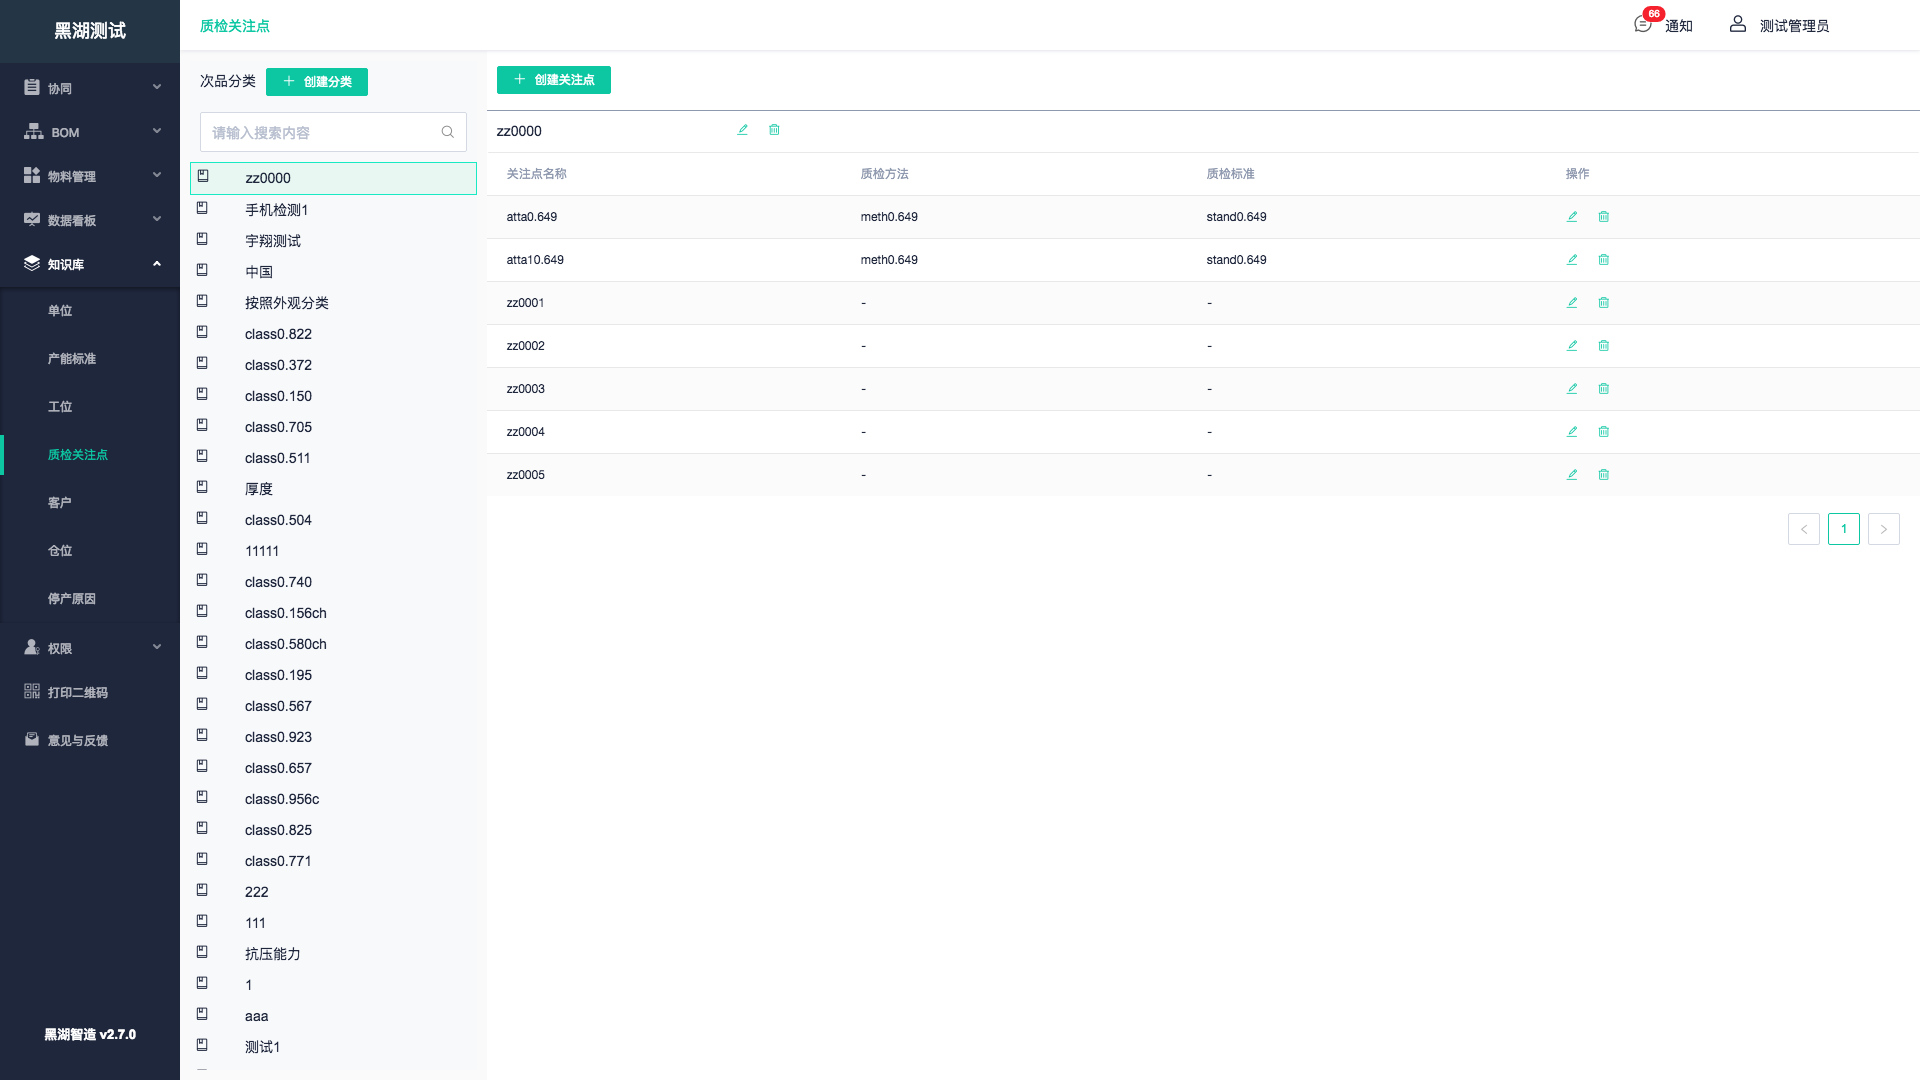 黑湖测试
协同
BOM
物料管理
数据看板
知识库
单位
产能标准
工位
质检关注点
客户
仓位
停产原因
权限
打印二维码
意见与反馈
黑湖智造 v2.7.0
质检关注点
66
通知
测试管理员
次品分类
创建分类
请输入搜索内容
zz0000
手机检测1
宇翔测试
中国
按照外观分类
class0.822
class0.372
class0.150
class0.705
class0.511
厚度
class0.504
11111
class0.740
class0.156ch
class0.580ch
class0.195
class0.567
class0.923
class0.657
class0.956c
class0.825
class0.771
222
111
抗压能力
1
aaa
测试1
创建关注点
zz0000
关注点名称 质检方法 质检标准 操作
atta0.649 meth0.649 stand0.649
atta10.649 meth0.649 stand0.649
zz0001 - -
zz0002 - -
zz0003 - -
zz0004 - -
zz0005 - -
1